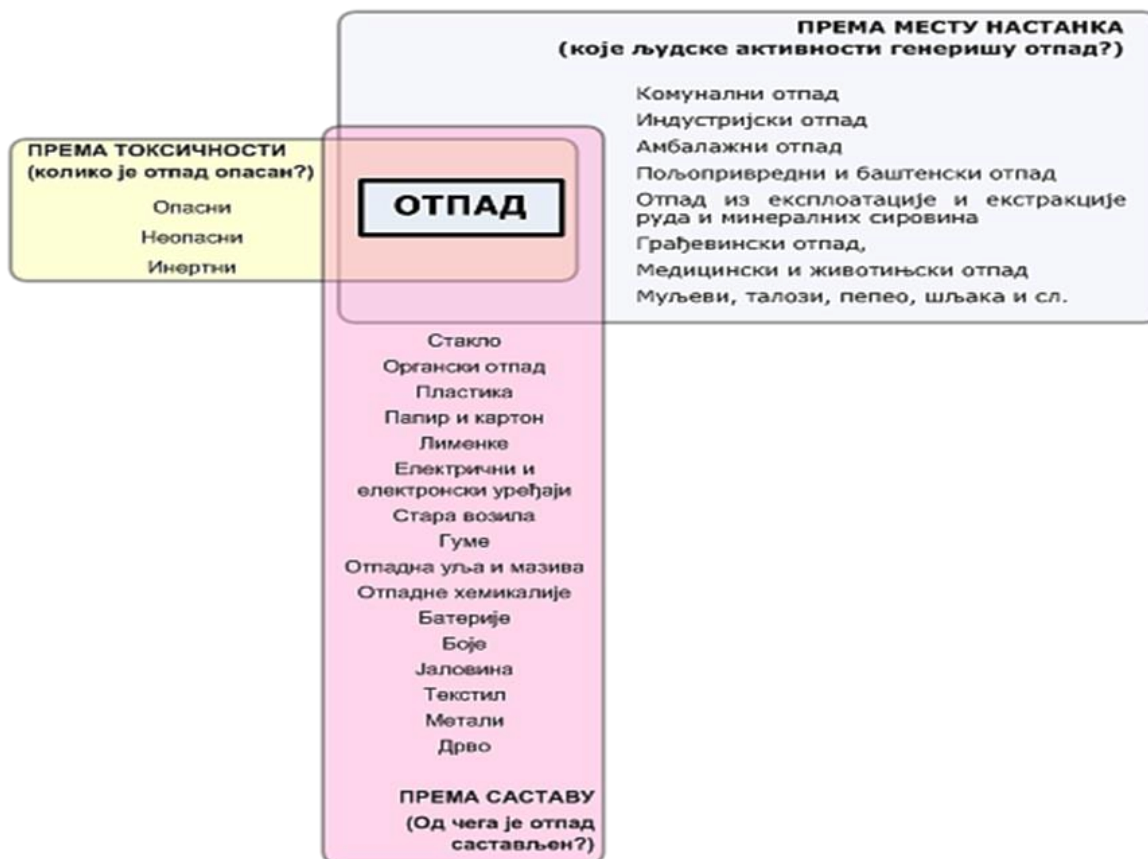 ПРЕМА МЕСТУ НАСТАНКА
(које људске активности генеришу отпад?)
Комунални отпад
Индустријски отпад
Амбалажни отпад
Пољопривредни и баштенски отпад
Отпад из експлоатације и екстракције
руда и минералних сировина
Грађевински отпад,
Медицински и животињски отпад
Муљеви, талози, пепео, шљака и сл.
ПРЕМА ТОКСИЧНОСТИ
(колико је отпад опасан?)
Опасни
Неопасни
Инертни
ОТПАД
Стакло
Органски отпад
Пластика
Папир и картон
Лименке
Електрични и
електронски уређаји
Стара возила
Гуме
Отпадна уља и мазива
Отпадне хемикалије
Батерије
Боје
Јаловина
Текстил
Метали
Дрво
ПРЕМА САСТАВУ
(Од чега је отпад
састављен?)